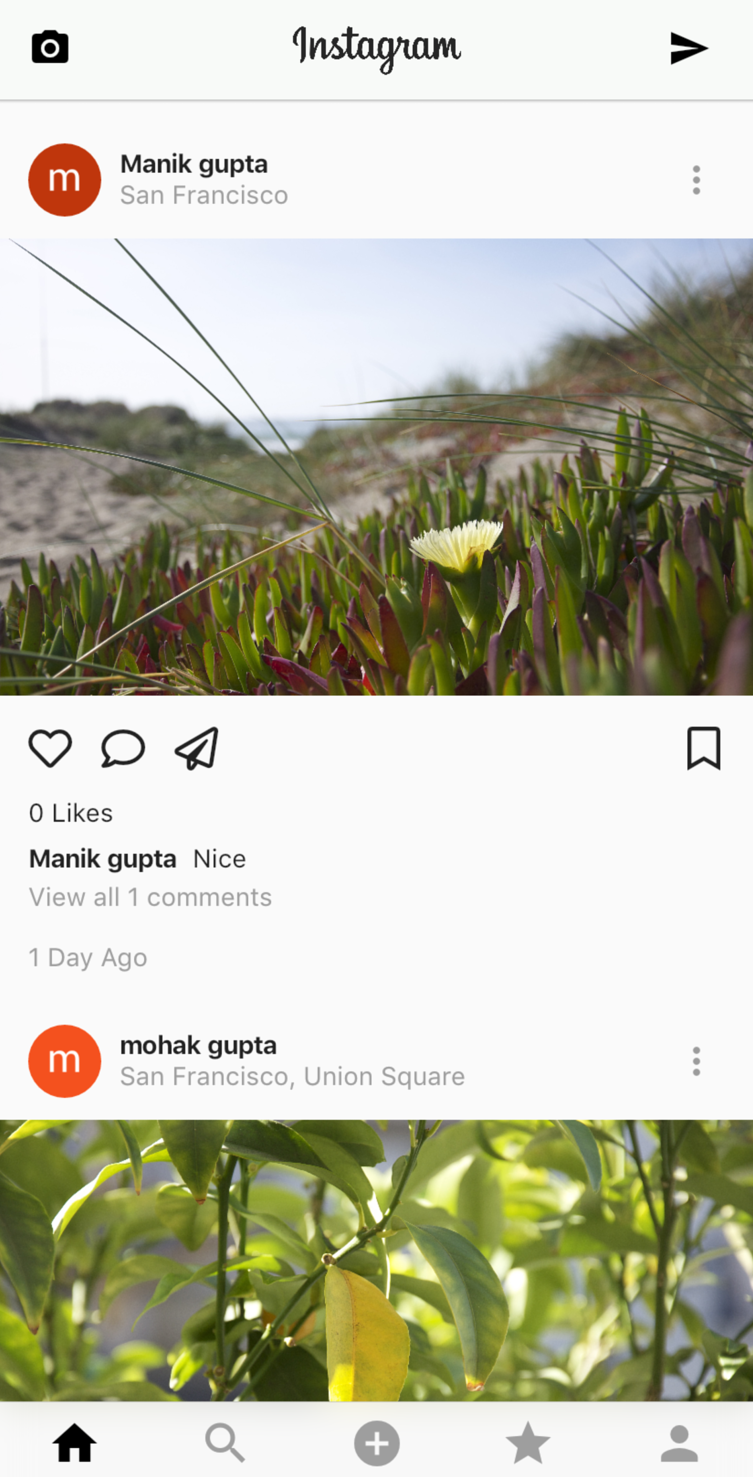 Instagram
m
Manik gupta
San Francisco
0 Likes
Manik gupta Nice
View all 1 comments
1 Day Ago
m
mohak gupta
San Francisco, Union Square